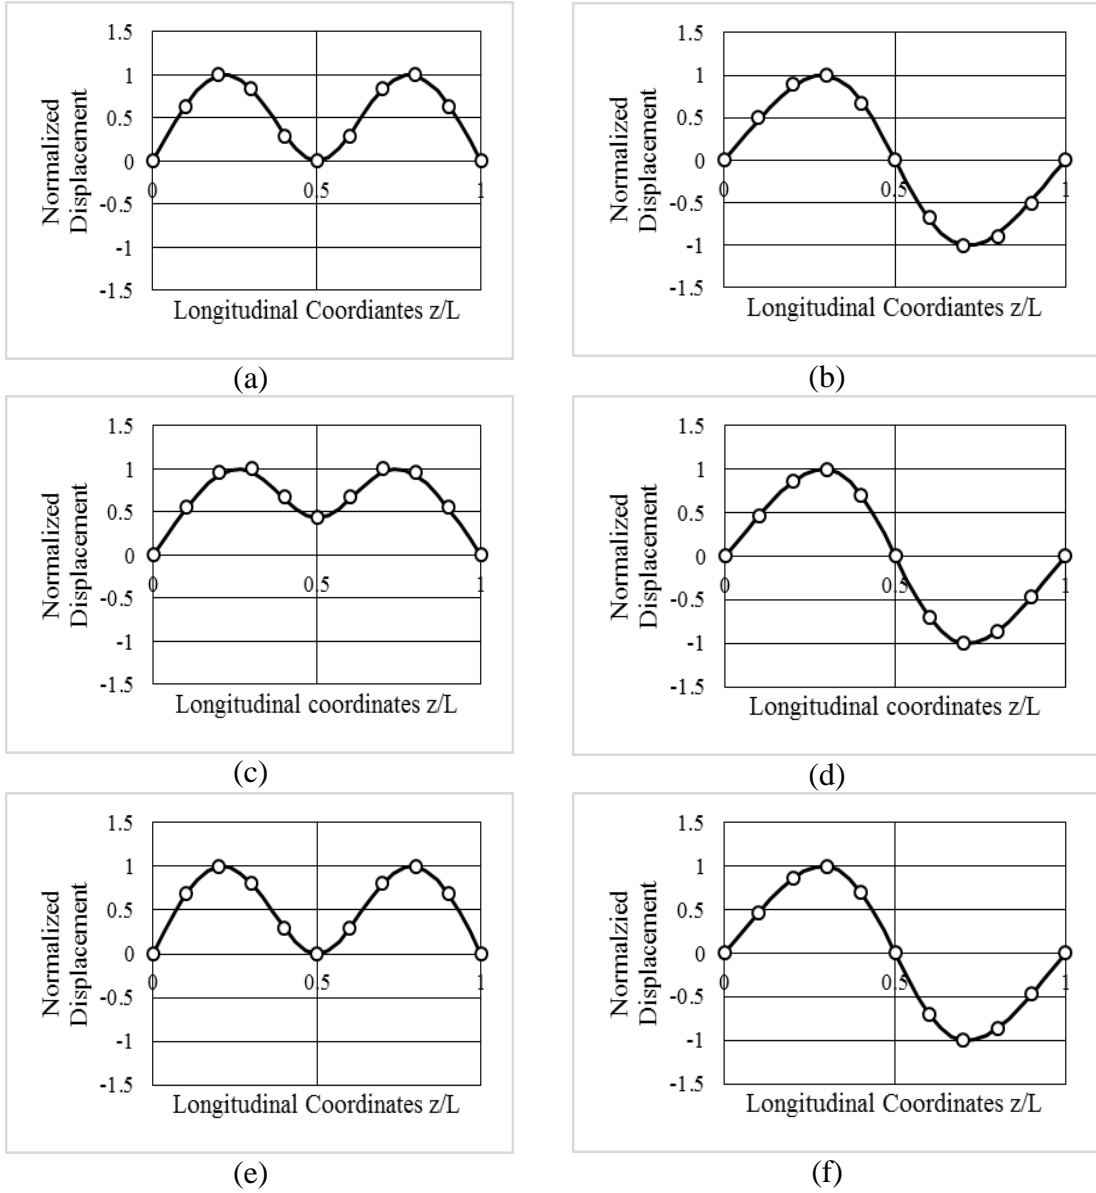 1.5
1
0.5
0
-0.5
-1
-1.5
0
0.5
1
Normalized
Displacement
Longitudinal Coordiantes z/L
(a)
1.5
1
0.5
0
-0.5
-1
-1.5
0
0.5
1
Normalized
Displacement
Longitudinal Coordiantes z/L
(b)
1.5
1
0.5
0
-0.5
-1
-1.5
0
0.5
1
Normalized
Displacement
Longitudinal coordinates z/L
(c)
1.5
1
0.5
0
-0.5
-1
-1.5
0
0.5
1
Normalized
Displacement
Longitudinal coordinates z/L
(d)
1.5
1
0.5
0
-0.5
-1
-1.5
0
0.5
1
Normalized
Displacement
Longitudinal Coordinates z/L
(e)
1.5
1
0.5
0
-0.5
-1
-1.5
0
0.5
1
Normalzied
Displacement
Longitudinal Coordinates z/L
(f)